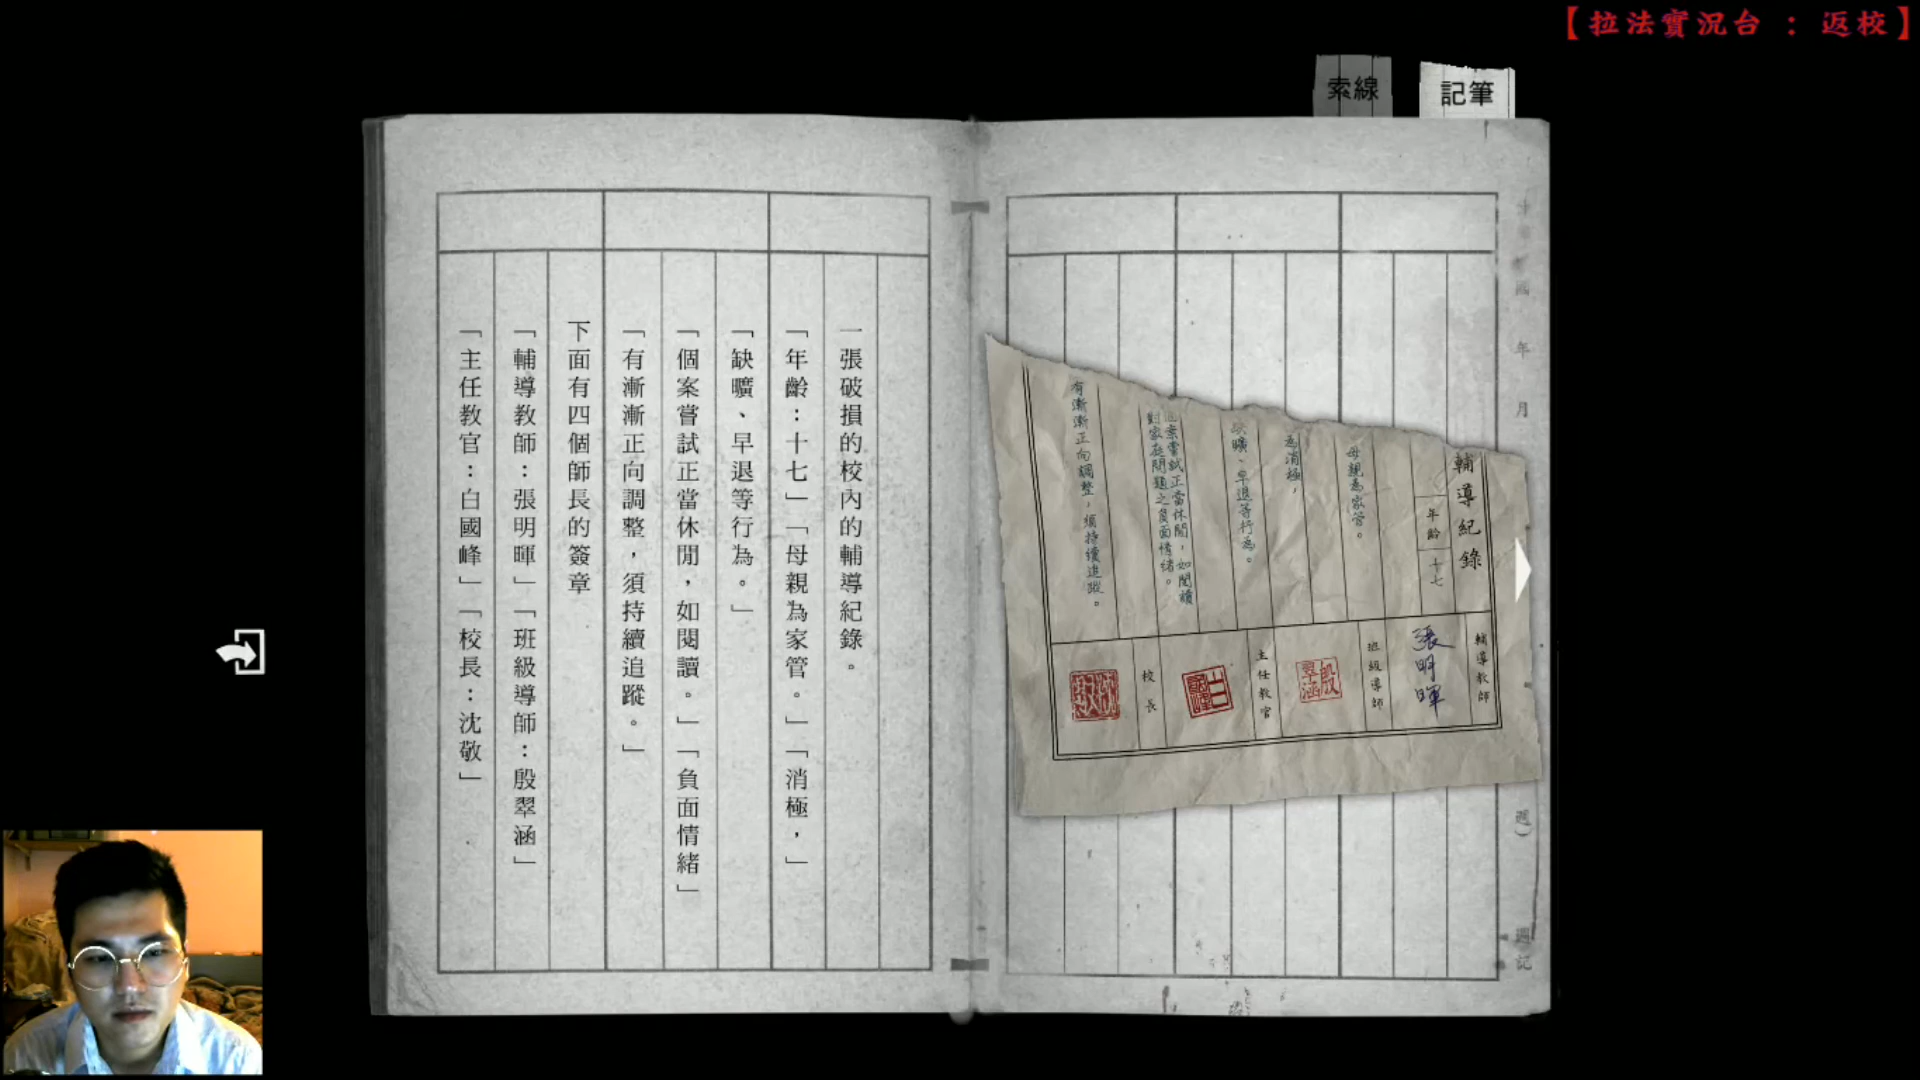 【拉法實況台 : 返校】
記筆
索線
一張破損的校內的輔導紀錄。
「年齡：十七」「母親為家管。」「消極，」
「缺曠、早退等行為。」
「個案嘗試正當休閒，如閱讀。」「負面情緒」
「有漸漸正向調整，須持續追蹤。」
下面有四個師長的簽章
「輔導教師：張明暉」「班級導師：殷翠涵」
「主任教官：白國峰」「校長：沈敬」
輔導紀錄
年齡 十七
母親為家管。
為消極，
缺曠、早退等行為。
個案嘗試正當休閒，如閱讀
對家庭問題之負面情緒。
有漸漸正向調整，須持續追蹤。
輔導教師
張明暉
班級導師
殷翠涵
主任教官
校長
國 年 月
週）
週記